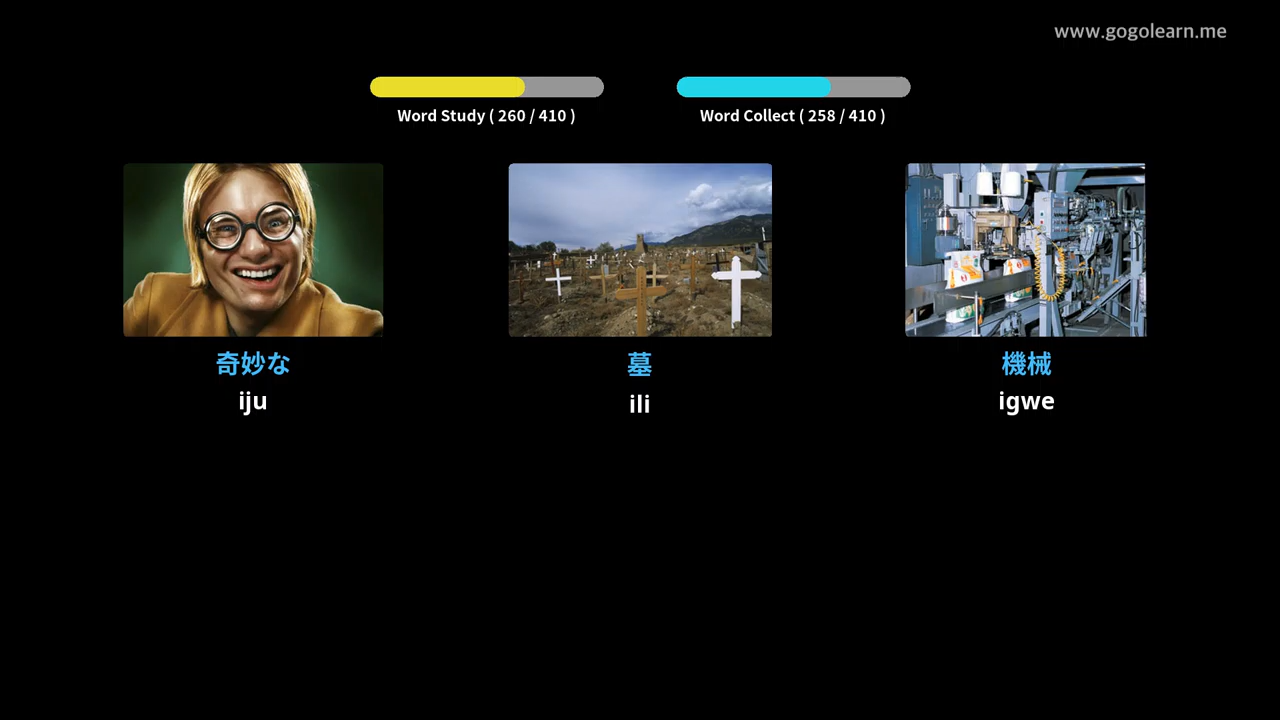 www.gogolearn.me
Word Study ( 260 / 410 )
Word Collect ( 258 / 410 )
奇妙な
iju
墓
ili
機械
igwe